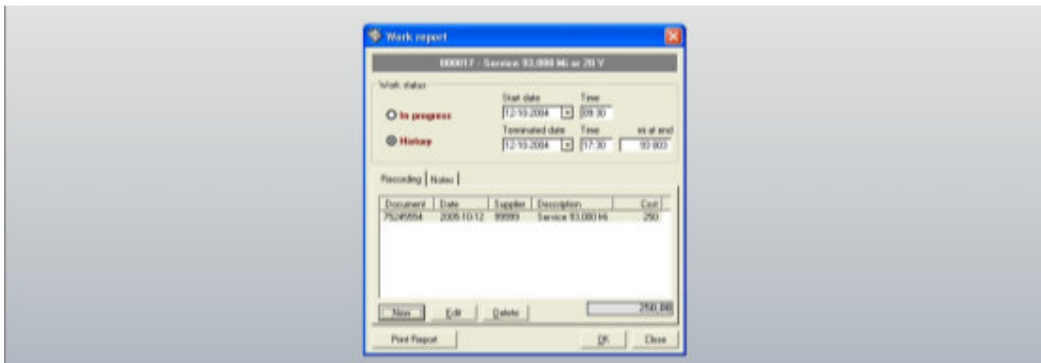 Work report
000017 - Service 93,000 Mi or 20 Y
Work status
Start date Time
In progress 12-10-2004 09:30
Terminated date Time mi at end
History 12-10-2004 17:30 93 003
Recording Notes
Document Date Supplier Description Cost
75245554 2005-10-12 99999 Service 93,000 Mi 250
New Edit Delete 250,00
Print Report OK Close